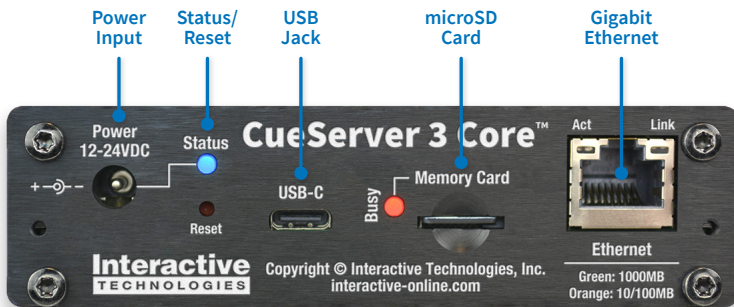 Power
Input
Status/
Reset
USB
Jack
microSD
Card
Gigabit
Ethernet
Power
12-24VDC
+ -
Status
Reset
CueServer 3 Core™
USB-C
Busy
Memory Card
Act
Link
Ethernet
Green: 1000MB
Orange: 10/100MB
Interactive
TECHNOLOGIES
Copyright © Interactive Technologies, Inc.
interactive-online.com